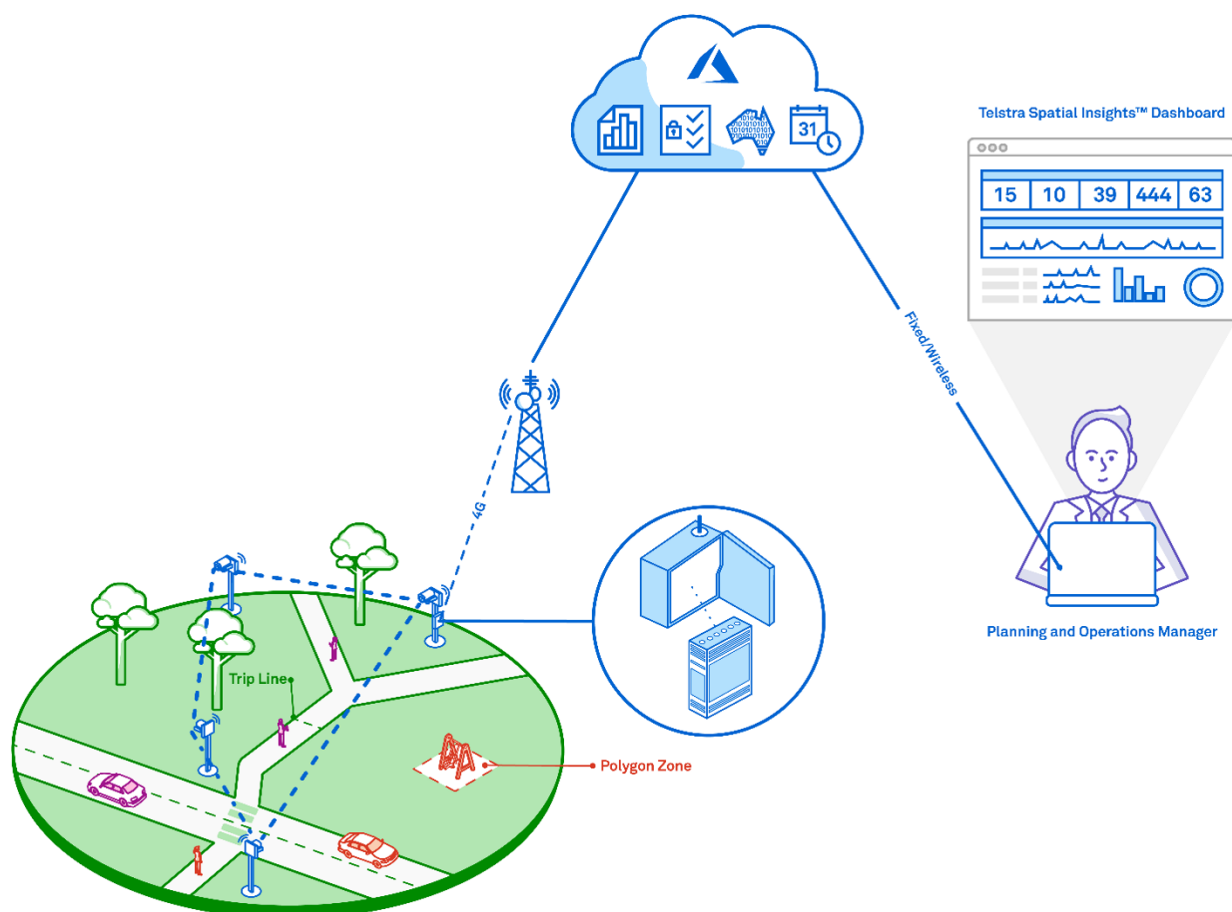 31
Telstra Spatial Insights™ Dashboard
15 10 39 444 63
Fixed/Wireless
4G
Trip Line
Planning and Operations Manager
Polygon Zone